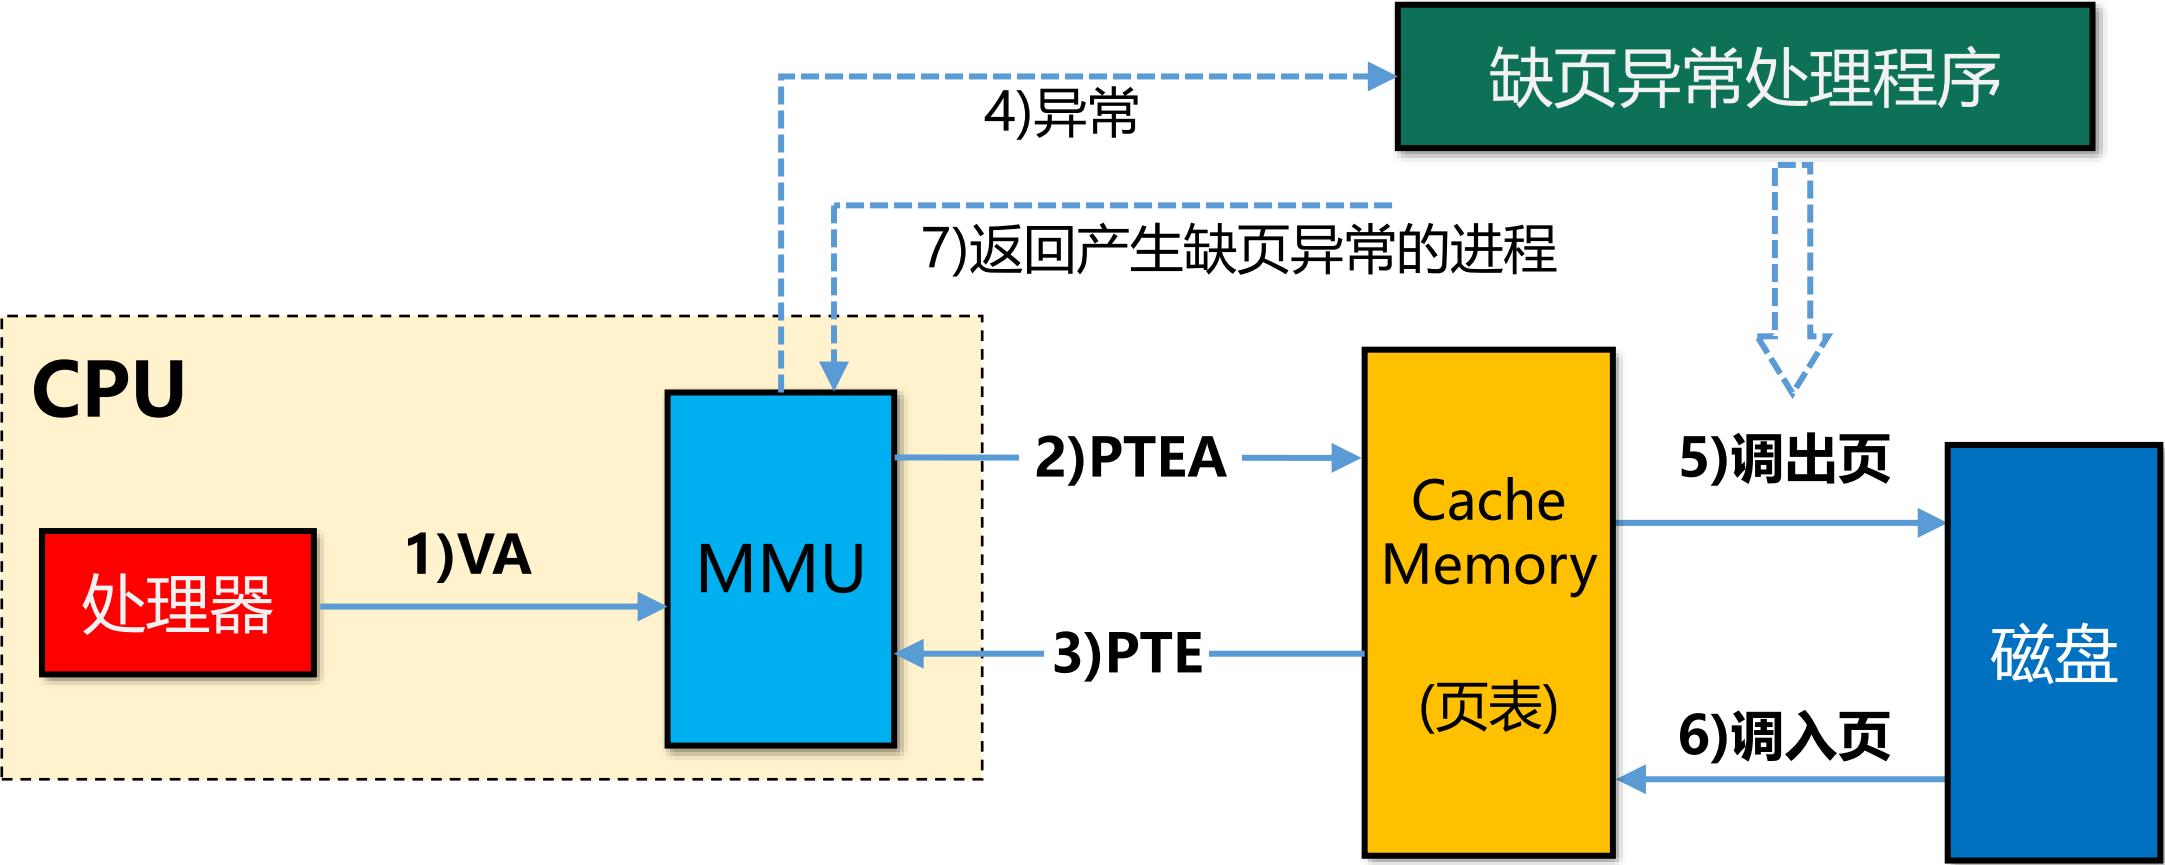 缺页异常处理程序
4)异常
7)返回产生缺页异常的进程
CPU
处理器
1)VA
MMU
2)PTEA
3)PTE
Cache
Memory
(页表)
5)调出页
6)调入页
磁盘